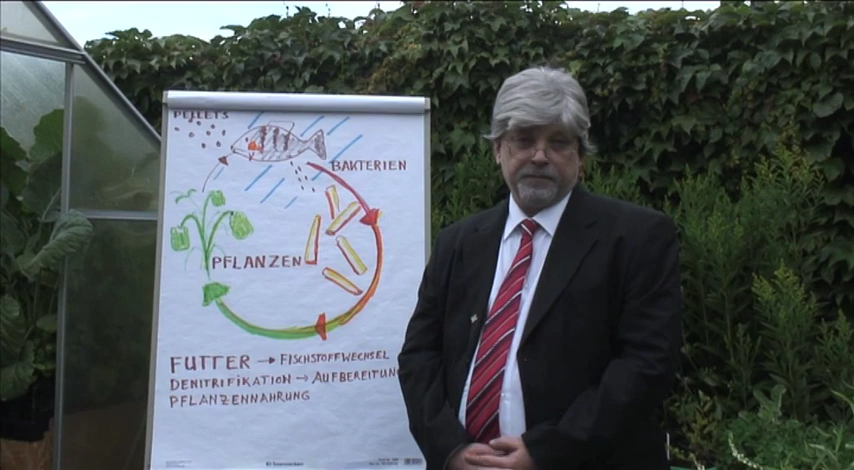 PELLETS
BAKTERIEN
PFLANZEN
FUTTER → FISCHSTOFFWECHSEL
DENITRIFIKATION → AUFBEREITUNG
PFLANZENNAHRUNG